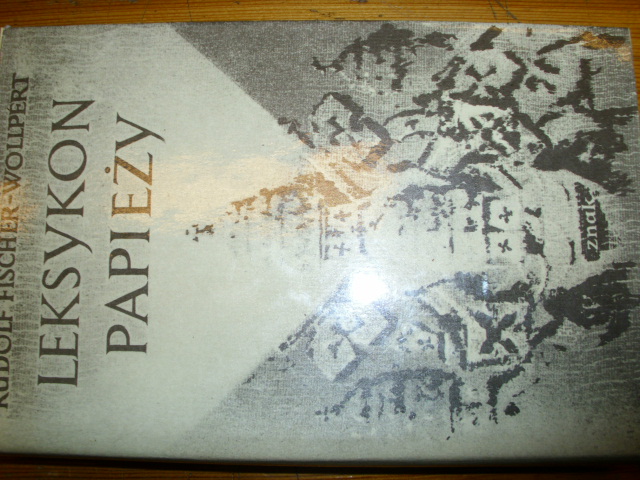 RUDOLF FISCHER-WOLLPERT
LEKSYKON
PAPIEŻY
znak